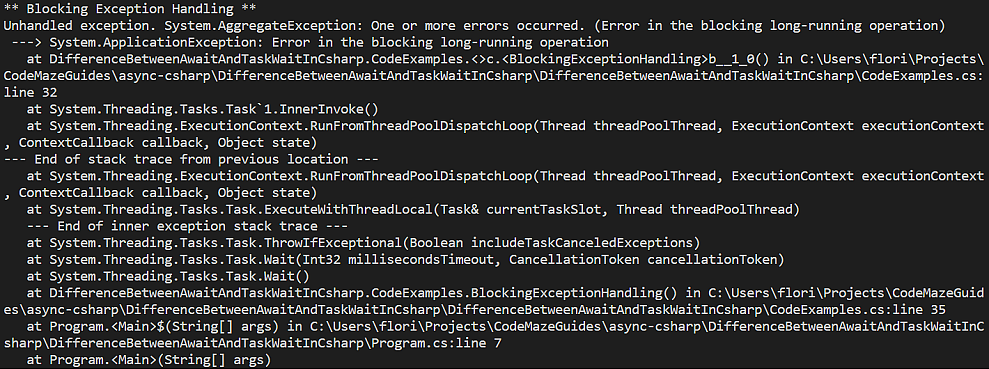 ** Blocking Exception Handling **
Unhandled exception. System.AggregateException: One or more errors occurred. (Error in the blocking long-running operation)
 ---> System.ApplicationException: Error in the blocking long-running operation
   at DifferenceBetweenAwaitAndTaskWaitInCsharp.CodeExamples.<>c.<BlockingExceptionHandling>b__1_0() in C:\Users\flori\Projects\
CodeMazeGuides\async-csharp\DifferenceBetweenAwaitAndTaskWaitInCsharp\DifferenceBetweenAwaitAndTaskWaitInCsharp\CodeExamples.cs:
line 32
   at System.Threading.Tasks.Task`1.InnerInvoke()
   at System.Threading.ExecutionContext.RunFromThreadPoolDispatchLoop(Thread threadPoolThread, ExecutionContext executionContext
, ContextCallback callback, Object state)
--- End of stack trace from previous location ---
   at System.Threading.ExecutionContext.RunFromThreadPoolDispatchLoop(Thread threadPoolThread, ExecutionContext executionContext
, ContextCallback callback, Object state)
   at System.Threading.Tasks.Task.ExecuteWithThreadLocal(Task& currentTaskSlot, Thread threadPoolThread)
   --- End of inner exception stack trace ---
   at System.Threading.Tasks.Task.ThrowIfExceptional(Boolean includeTaskCanceledExceptions)
   at System.Threading.Tasks.Task.Wait(Int32 millisecondsTimeout, CancellationToken cancellationToken)
   at System.Threading.Tasks.Task.Wait()
   at DifferenceBetweenAwaitAndTaskWaitInCsharp.CodeExamples.BlockingExceptionHandling() in C:\Users\flori\Projects\CodeMazeGuid
es\async-csharp\DifferenceBetweenAwaitAndTaskWaitInCsharp\DifferenceBetweenAwaitAndTaskWaitInCsharp\CodeExamples.cs:line 35
   at Program.<Main>$(String[] args) in C:\Users\flori\Projects\CodeMazeGuides\async-csharp\DifferenceBetweenAwaitAndTaskWaitInC
sharp\DifferenceBetweenAwaitAndTaskWaitInCsharp\Program.cs:line 7
   at Program.<Main>(String[] args)